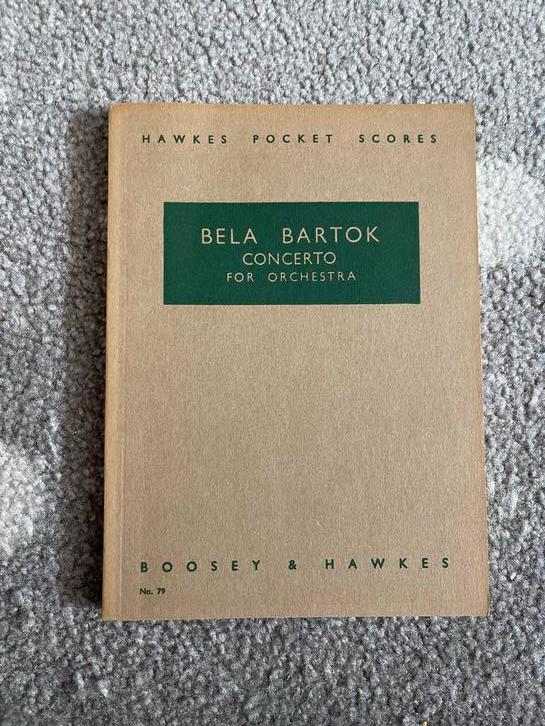 HAWKES POCKET SCORES
BELA BARTOK
CONCERTO
FOR ORCHESTRA
BOOSEY & HAWKES
No. 79